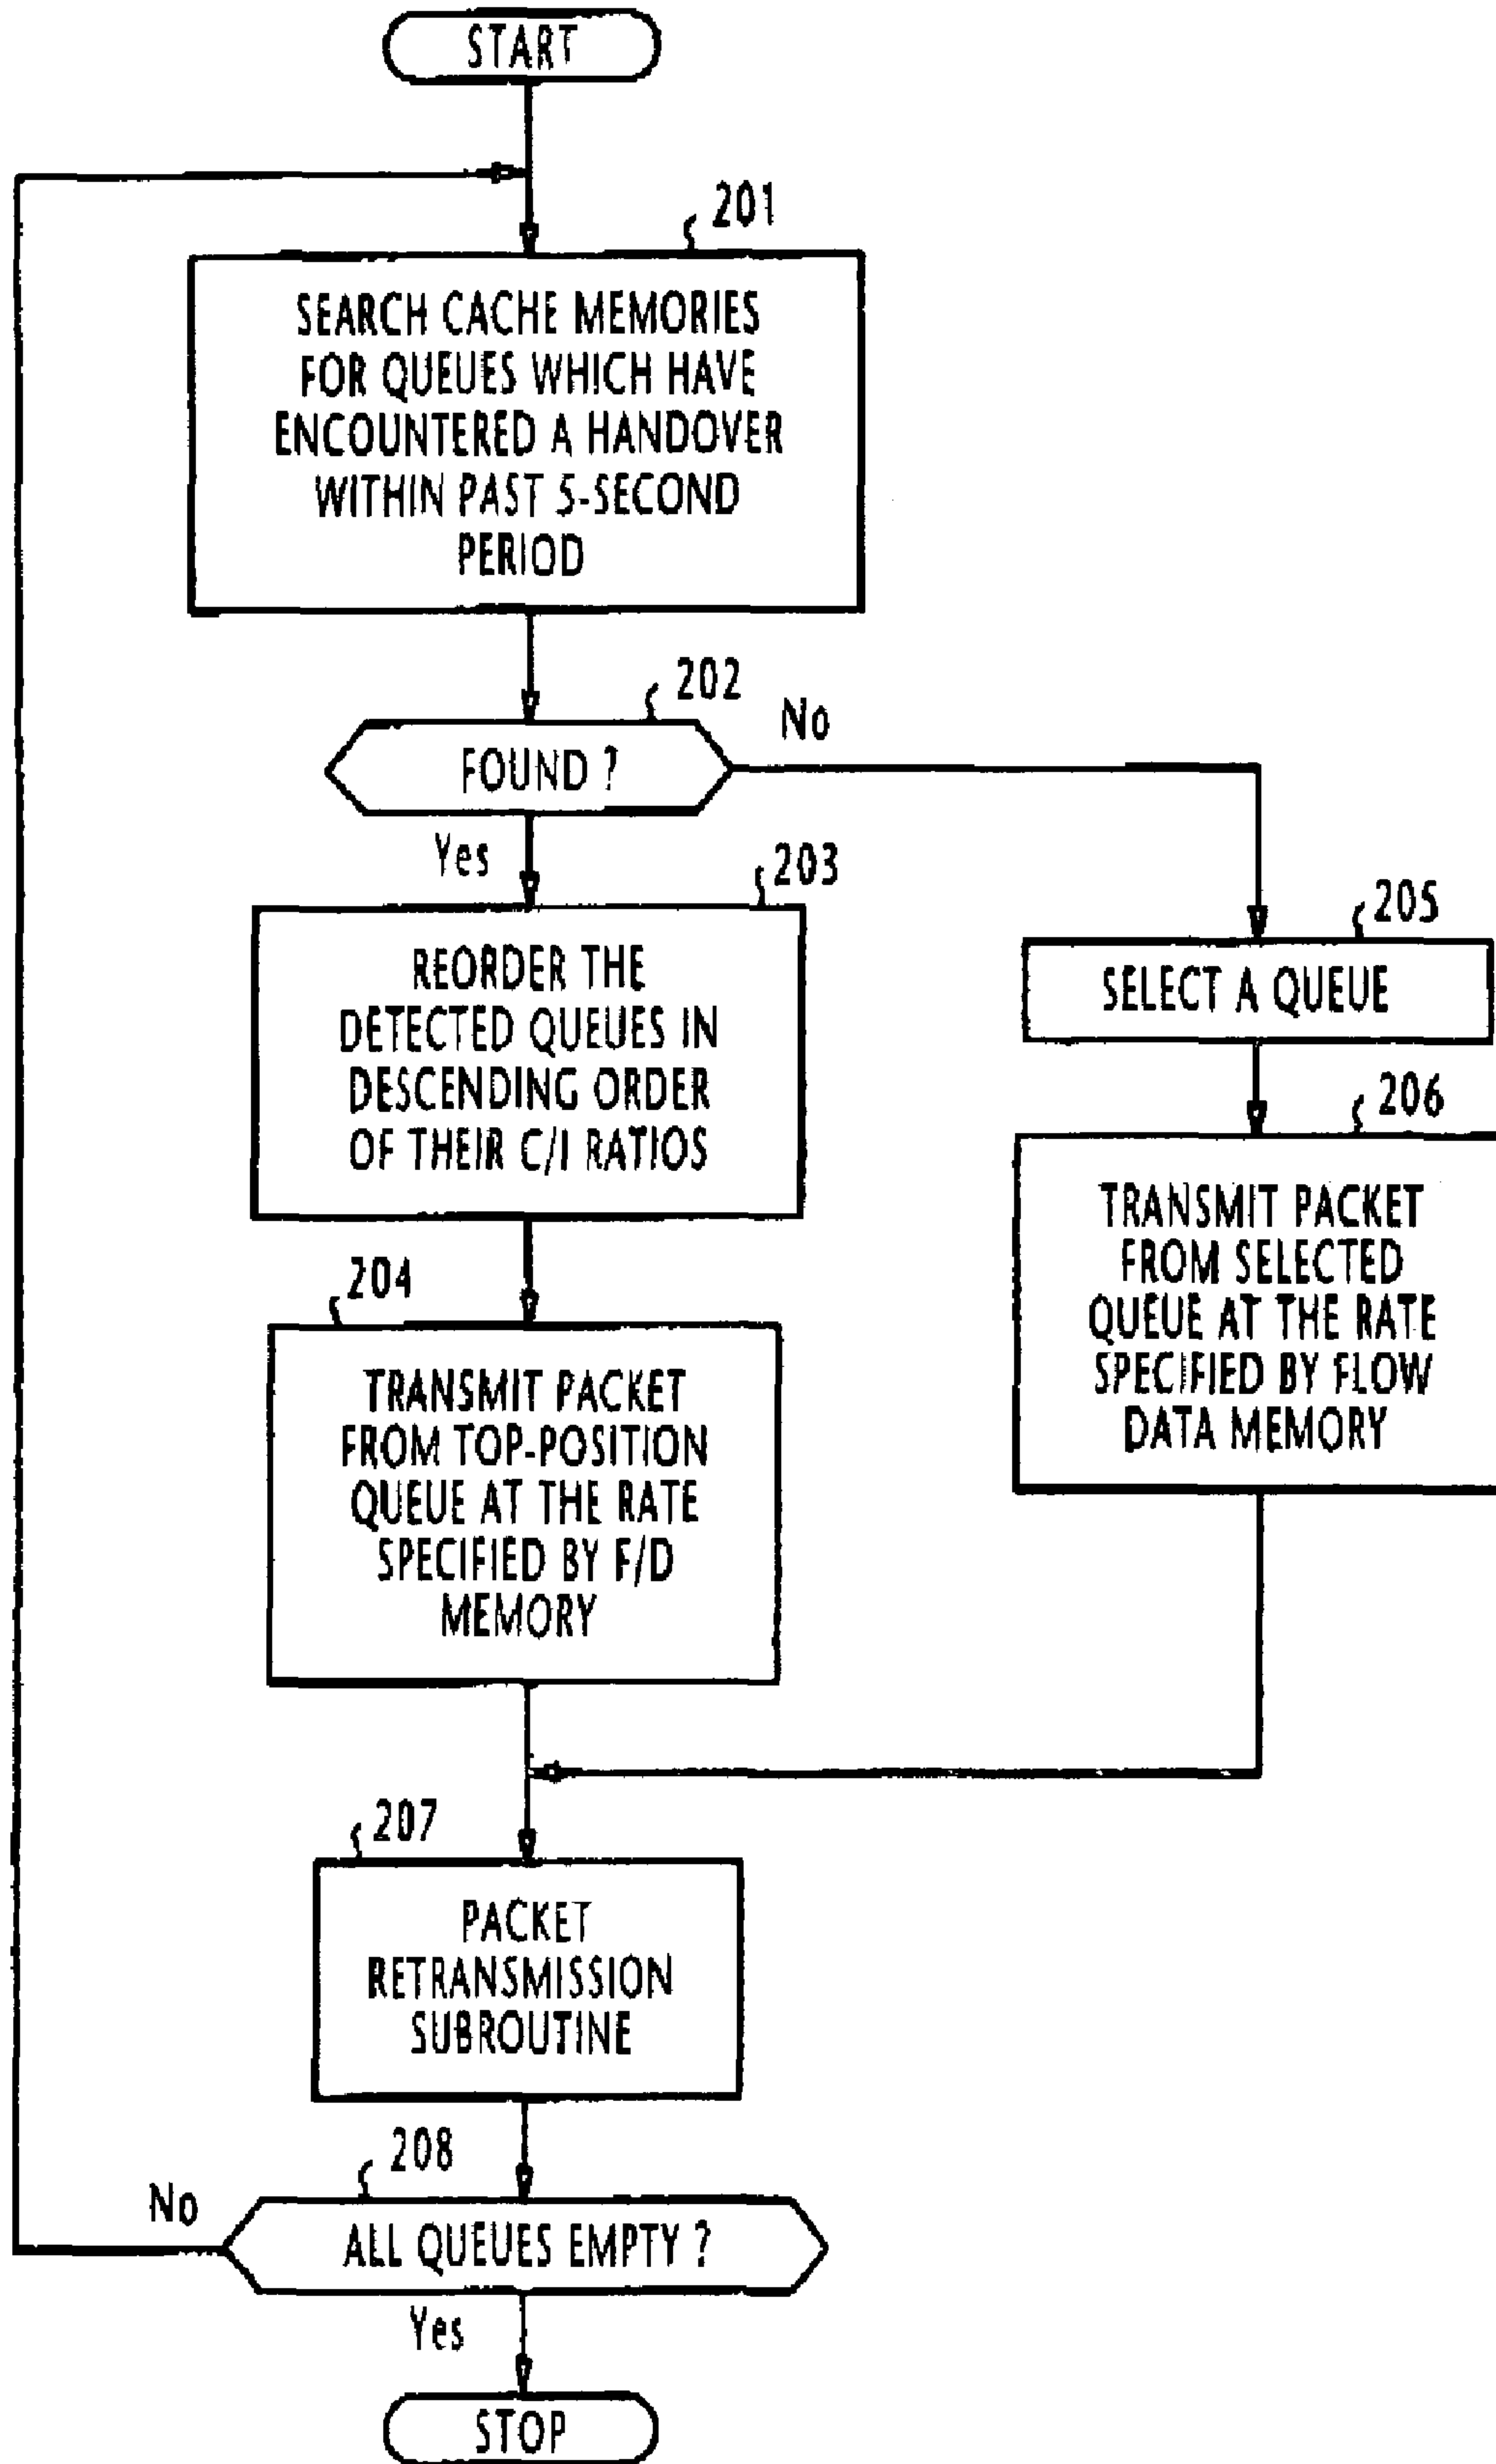 START
201
SEARCH CACHE MEMORIES
FOR QUEUES WHICH HAVE
ENCOUNTERED A HANDOVER
WITHIN PAST 5-SECOND
PERIOD
202
FOUND ?
No
Yes
203
REORDER THE
DETECTED QUEUES IN
DESCENDING ORDER
OF THEIR C/I RATIOS
205
SELECT A QUEUE
204
TRANSMIT PACKET
FROM TOP-POSITION
QUEUE AT THE RATE
SPECIFIED BY F/D
MEMORY
206
TRANSMIT PACKET
FROM SELECTED
QUEUE AT THE RATE
SPECIFIED BY FLOW
DATA MEMORY
207
PACKET
RETRANSMISSION
SUBROUTINE
208
No
ALL QUEUES EMPTY ?
Yes
STOP